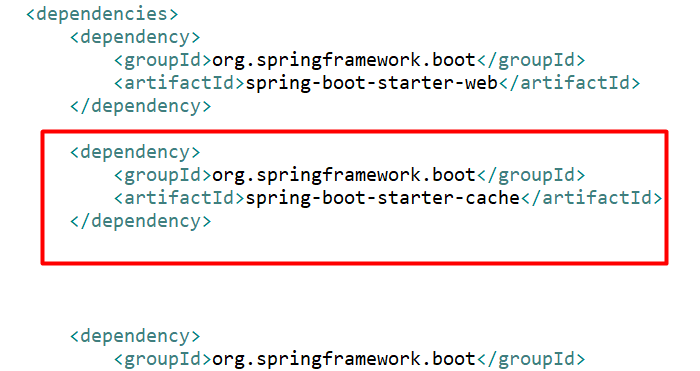 <dependencies>
<dependency>
<groupId>org.springframework.boot</groupId>
<artifactId>spring-boot-starter-web</artifactId>
</dependency>
<dependency>
<groupId>org.springframework.boot</groupId>
<artifactId>spring-boot-starter-cache</artifactId>
</dependency>
<dependency>
<groupId>org.springframework.boot</groupId>